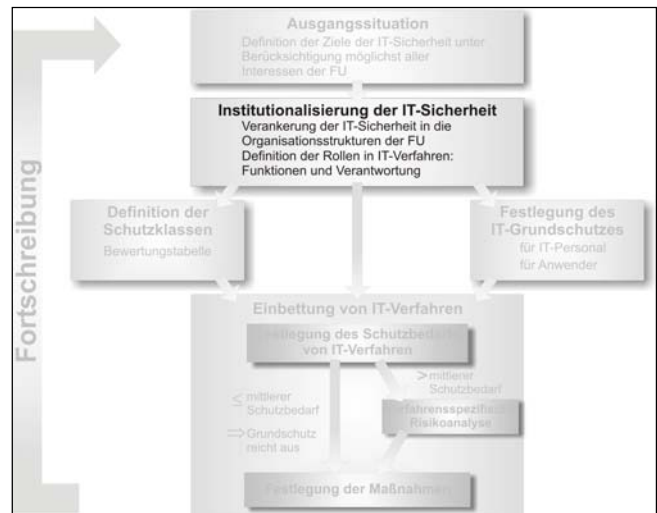 Ausgangssituation
Definition der Ziele der IT-Sicherheit unter
Berücksichtigung möglichst aller
Interessen der FU
Institutionalisierung der IT-Sicherheit
Verankerung der IT-Sicherheit in die
Organisationsstrukturen der FU
Definition der Rollen in IT-Verfahren:
Funktionen und Verantwortung
Definition der
Schutzklassen
Bewertungstabelle
Festlegung des
IT-Grundschutzes
für IT-Personal
für Anwender
Einbettung von IT-Verfahren
Festlegung des Schutzbedarfs
von IT-Verfahren
≤ mittlerer
Schutzbedarf
⇒ Grundschutz
reicht aus
> mittlerer
Schutzbedarf
Risikoanalyse
Festlegung der Maßnahmen
Fortschreibung